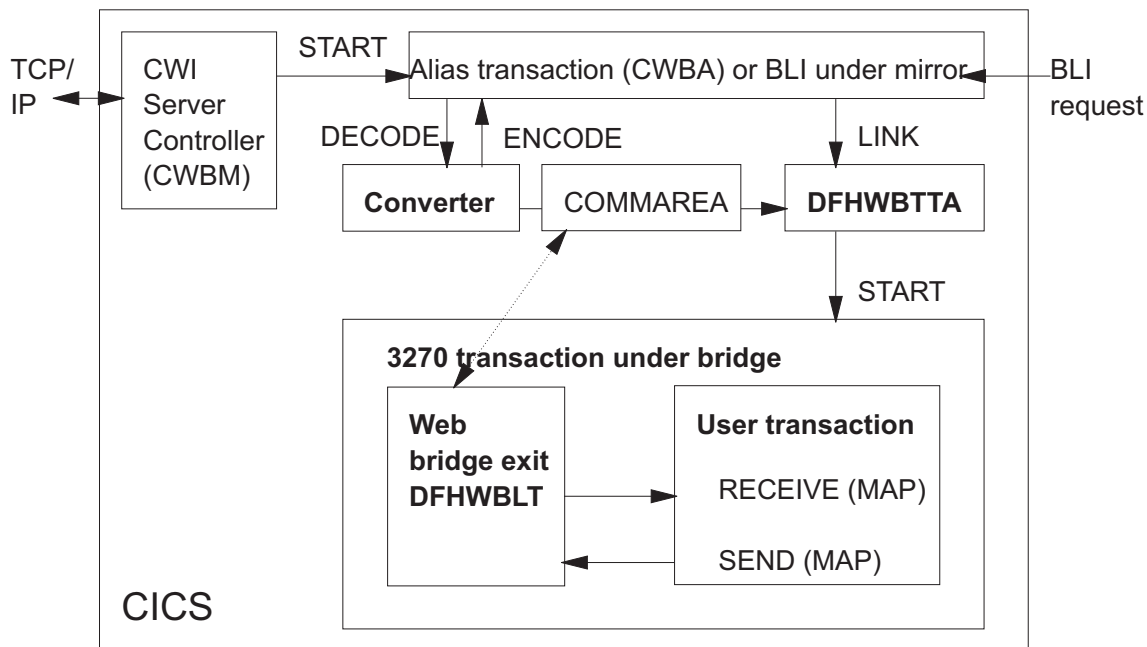 TCP/
IP
CWI
Server
Controller
(CWBM)
START
Alias transaction (CWBA) or BLI under mirror
BLI
request
DECODE
ENCODE
LINK
Converter
COMMAREA
DFHWBTTA
START
3270 transaction under bridge
Web
bridge exit
DFHWBLT
User transaction
RECEIVE (MAP)
SEND (MAP)
CICS